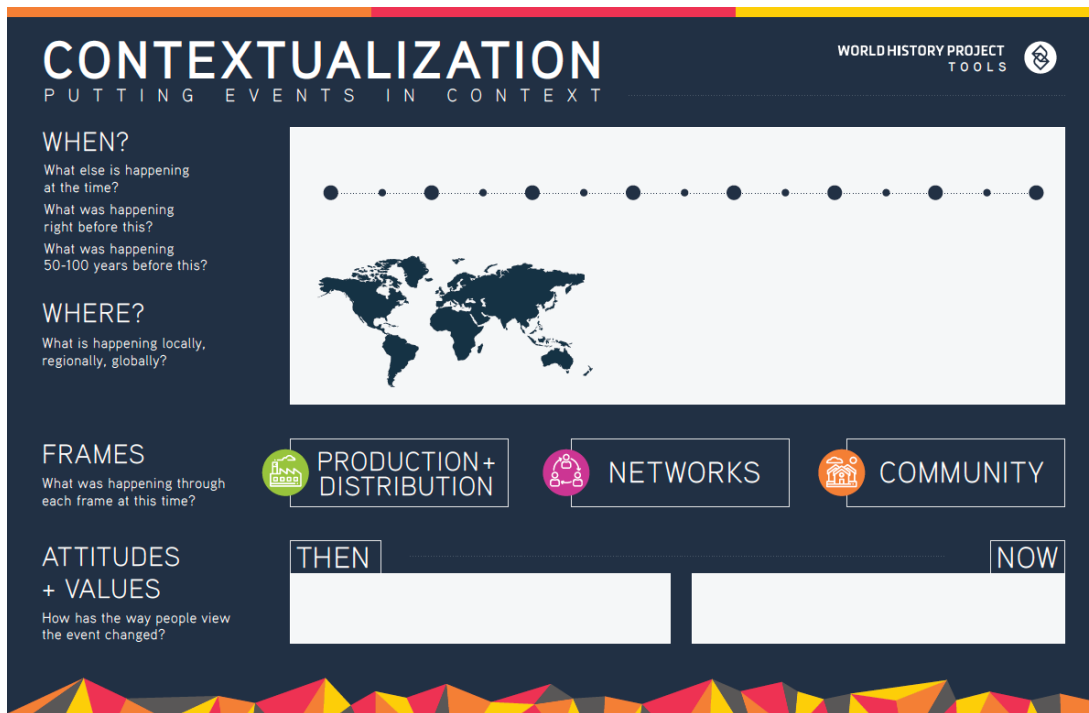 CONTEXTUALIZATION
PUTTING EVENTS IN CONTEXT
WORLD HISTORY PROJECT
TOOLS
WHEN?
What else is happening
at the time?
What was happening
right before this?
What was happening
50-100 years before this?
WHERE?
What is happening locally,
regionally, globally?
FRAMES
What was happening through
each frame at this time?
PRODUCTION+
DISTRIBUTION
NETWORKS
COMMUNITY
ATTITUDES
+ VALUES
How has the way people view
the event changed?
THEN
NOW